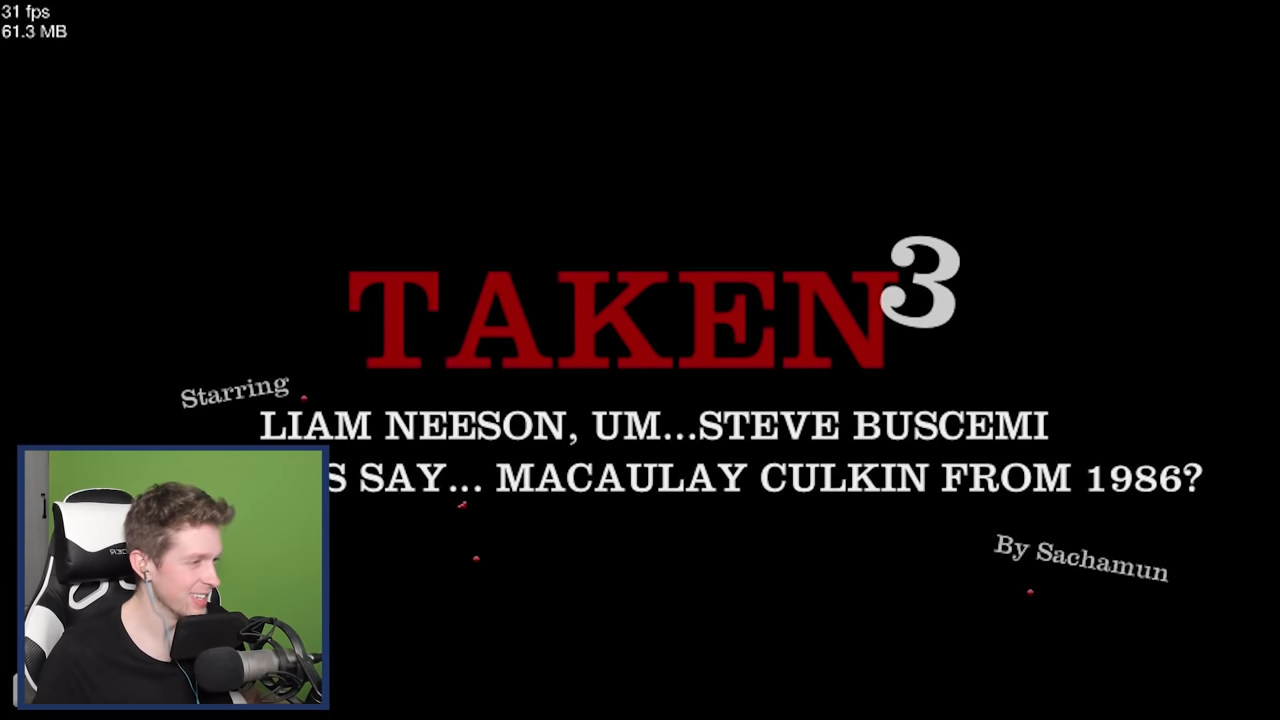 31 fps
61.3 MB
TAKEN3
Starring
LIAM NEESON, UM...STEVE BUSCEMI
S SAY... MACAULAY CULKIN FROM 1986?
By Sachamun